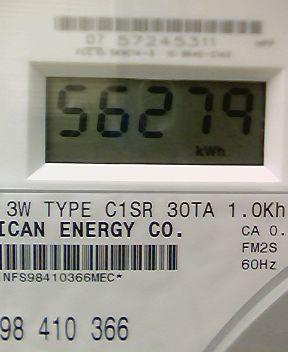 07 57245311
56279
kWh
3W TYPE C1SR 30TA 1.0Kh
ICAN ENERGY CO.
CA 0.
FM2S
60Hz
NFS98410366MEC*
98 410 366